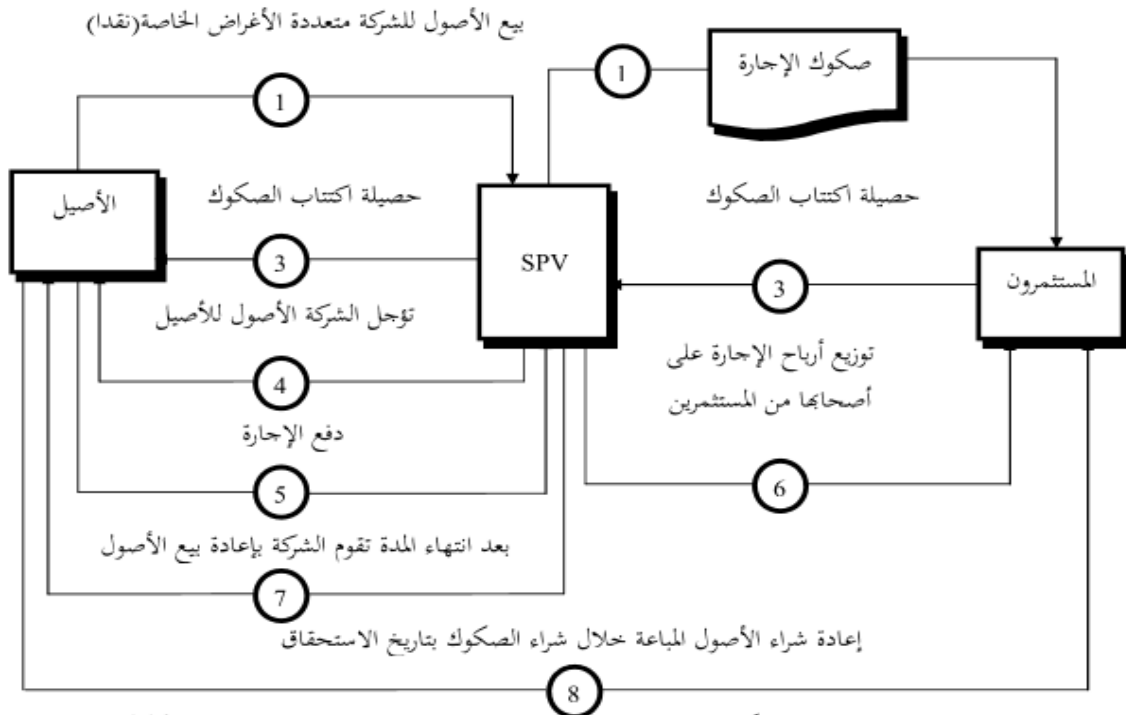 بيع الأصول للشركة متعددة الأغراض الخاصة(نقدا)
صكوك الإجارة
1
1
الأصيل
حصيلة اكتتاب الصكوك
حصيلة اكتتاب الصكوك
SPV
المستثمرون
3
3
تؤجل الشركة الأصول للأصيل
توزيع أرباح الإجارة على
أصحابها من المستثمرين
4
دفع الإجارة
5
6
بعد انتهاء المدة تقوم الشركة بإعادة بيع الأصول
7
إعادة شراء الأصول المباعة خلال شراء الصكوك بتاريخ الاستحقاق
8